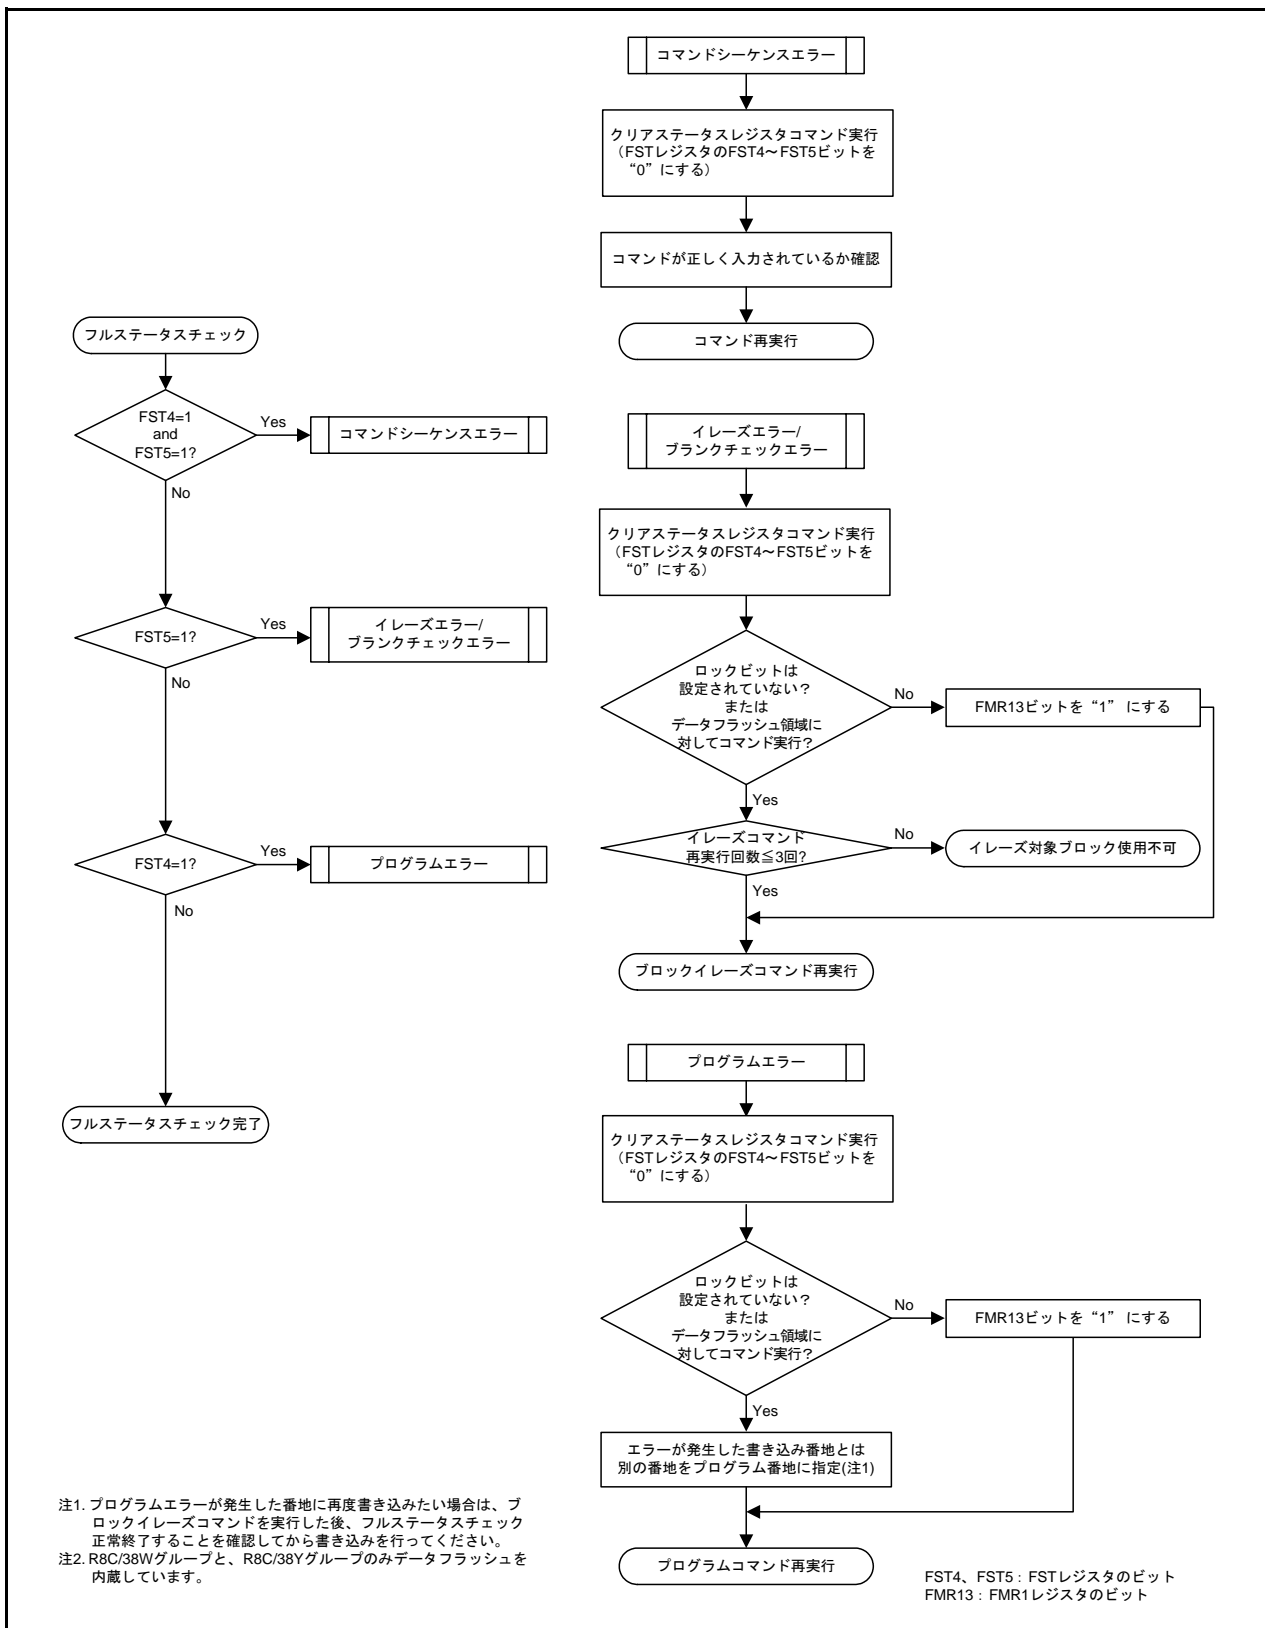 フルステータスチェック
FST4=1
and
FST5=1?
Yes
コマンドシーケンスエラー
No
FST5=1?
Yes
イレーズエラー/
ブランクチェックエラー
No
FST4=1?
Yes
プログラムエラー
No
フルステータスチェック完了
コマンドシーケンスエラー
クリアステータスレジスタコマンド実行
(FSTレジスタのFST4~FST5ビットを
“0”にする)
コマンドが正しく入力されているか確認
コマンド再実行
イレーズエラー/
ブランクチェックエラー
クリアステータスレジスタコマンド実行
(FSTレジスタのFST4~FST5ビットを
“0”にする)
ロックビットは
設定されていない?
または
データフラッシュ領域に
対してコマンド実行?
No
FMR13ビットを“1” にする
Yes
イレーズコマンド
再実行回数≦3回?
No
イレーズ対象ブロック使用不可
Yes
ブロックイレーズコマンド再実行
プログラムエラー
クリアステータスレジスタコマンド実行
(FSTレジスタのFST4~FST5ビットを
“0”にする)
ロックビットは
設定されていない?
または
データフラッシュ領域に
対してコマンド実行?
No
FMR13ビットを“1” にする
Yes
エラーが発生した書き込み番地とは
別の番地をプログラム番地に指定(注1)
プログラムコマンド再実行
注1. プログラムエラーが発生した番地に再度書き込みたい場合は、ブ
ロックイレーズコマンドを実行した後、フルステータスチェック
正常終了することを確認してから書き込みを行ってください。
注2. R8C/38Wグループと、R8C/38Yグループのみデータフラッシュを
内蔵しています。
FST4、FST5 : FSTレジスタのビット
FMR13 : FMR1レジスタのビット